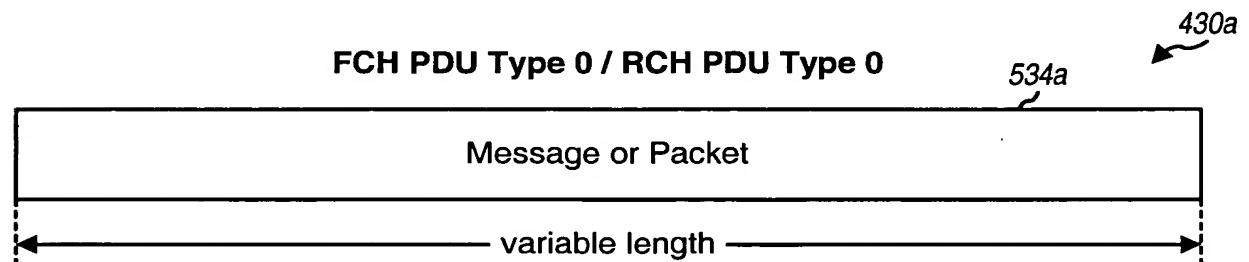 430a
FCH PDU Type 0 / RCH PDU Type 0
534a
Message or Packet
variable length